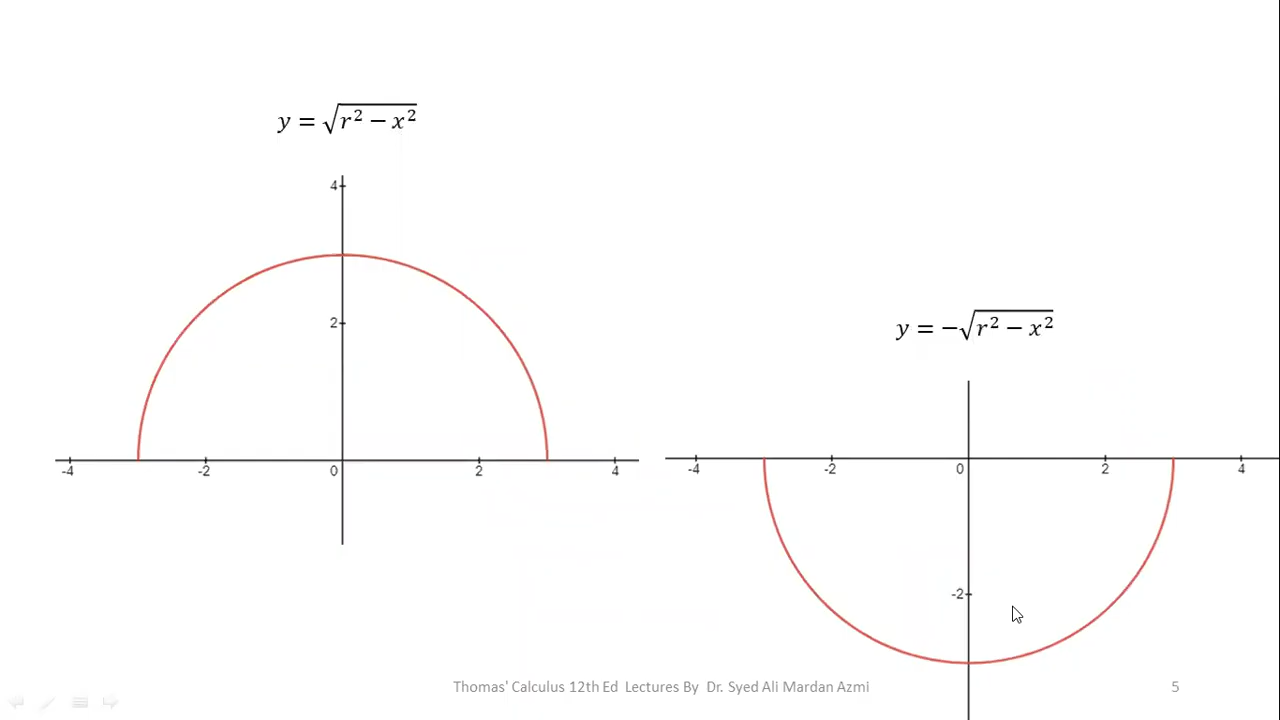 y = √(r² − x²)
4
2
-4 -2 0 2 4
y = −√(r² − x²)
-4 -2 0 2 4
-2
Thomas' Calculus 12th Ed Lectures By Dr. Syed Ali Mardan Azmi
5